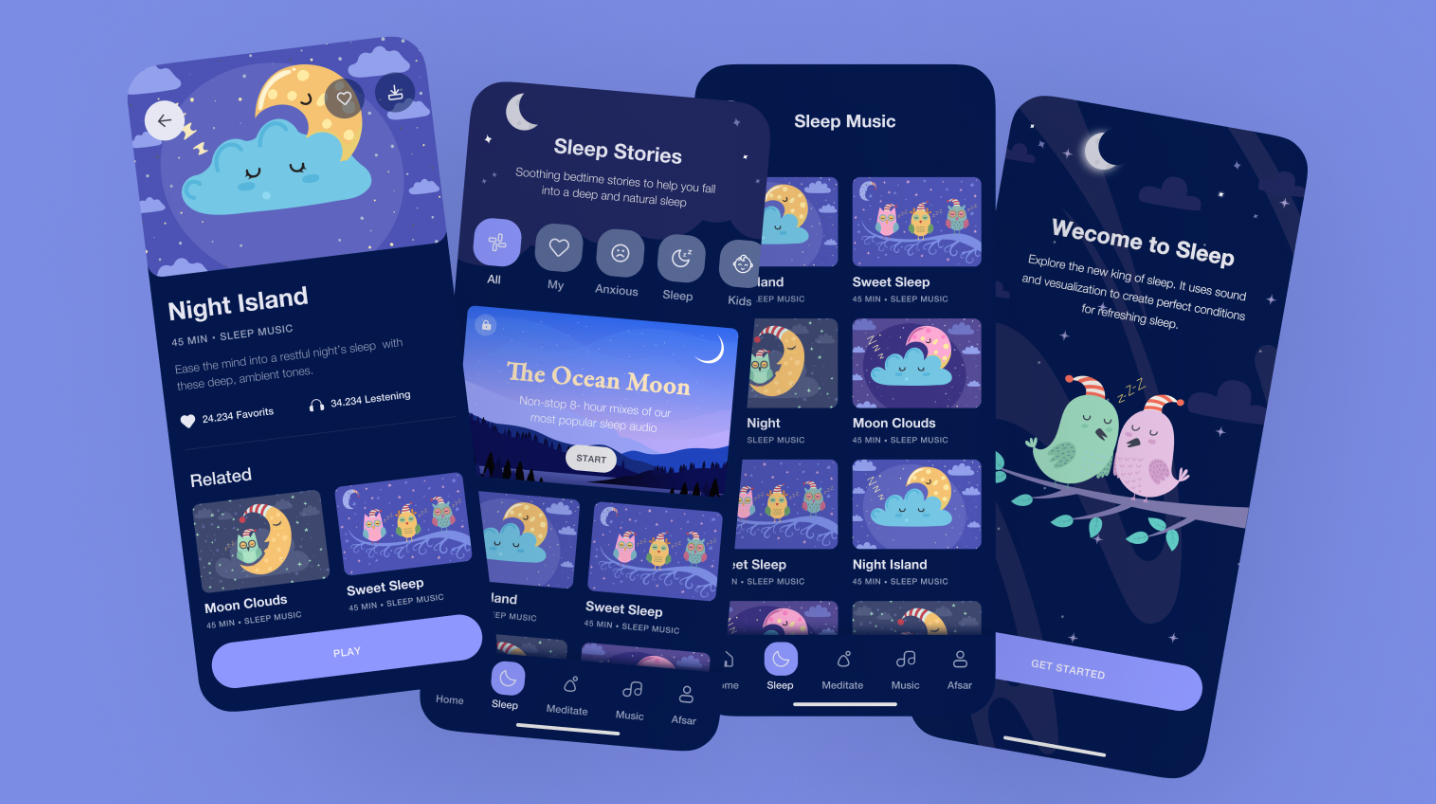 Night Island
45 MIN • SLEEP MUSIC
Ease the mind into a restful night's sleep with
these deep, ambient tones.
24.234 Favorits
34.234 Lestening
Related
Moon Clouds
45 MIN • SLEEP MUSIC
Sweet Sleep
45 MIN • SLEEP MUSIC
PLAY
Sleep Stories
Soothing bedtime stories to help you fall
into a deep and natural sleep
All
My
Anxious
Sleep
Kids
The Ocean Moon
Non-stop 8- hour mixes of our
most popular sleep audio
START
land
EEP MUSIC
Sweet Sleep
45 MIN • SLEEP MUSIC
Home
Sleep
Meditate
Music
Afsar
Sleep Music
land
EEP MUSIC
Sweet Sleep
45 MIN • SLEEP MUSIC
Night
SLEEP MUSIC
Moon Clouds
45 MIN • SLEEP MUSIC
eet Sleep
N • SLEEP MUSIC
Night Island
45 MIN • SLEEP MUSIC
ome
Sleep
Meditate
Music
Afsar
Wecome to Sleep
Explore the new king of sleep. It uses sound
and vesualization to create perfect conditions
for refreshing sleep.
zzZ-Z
GET STARTED